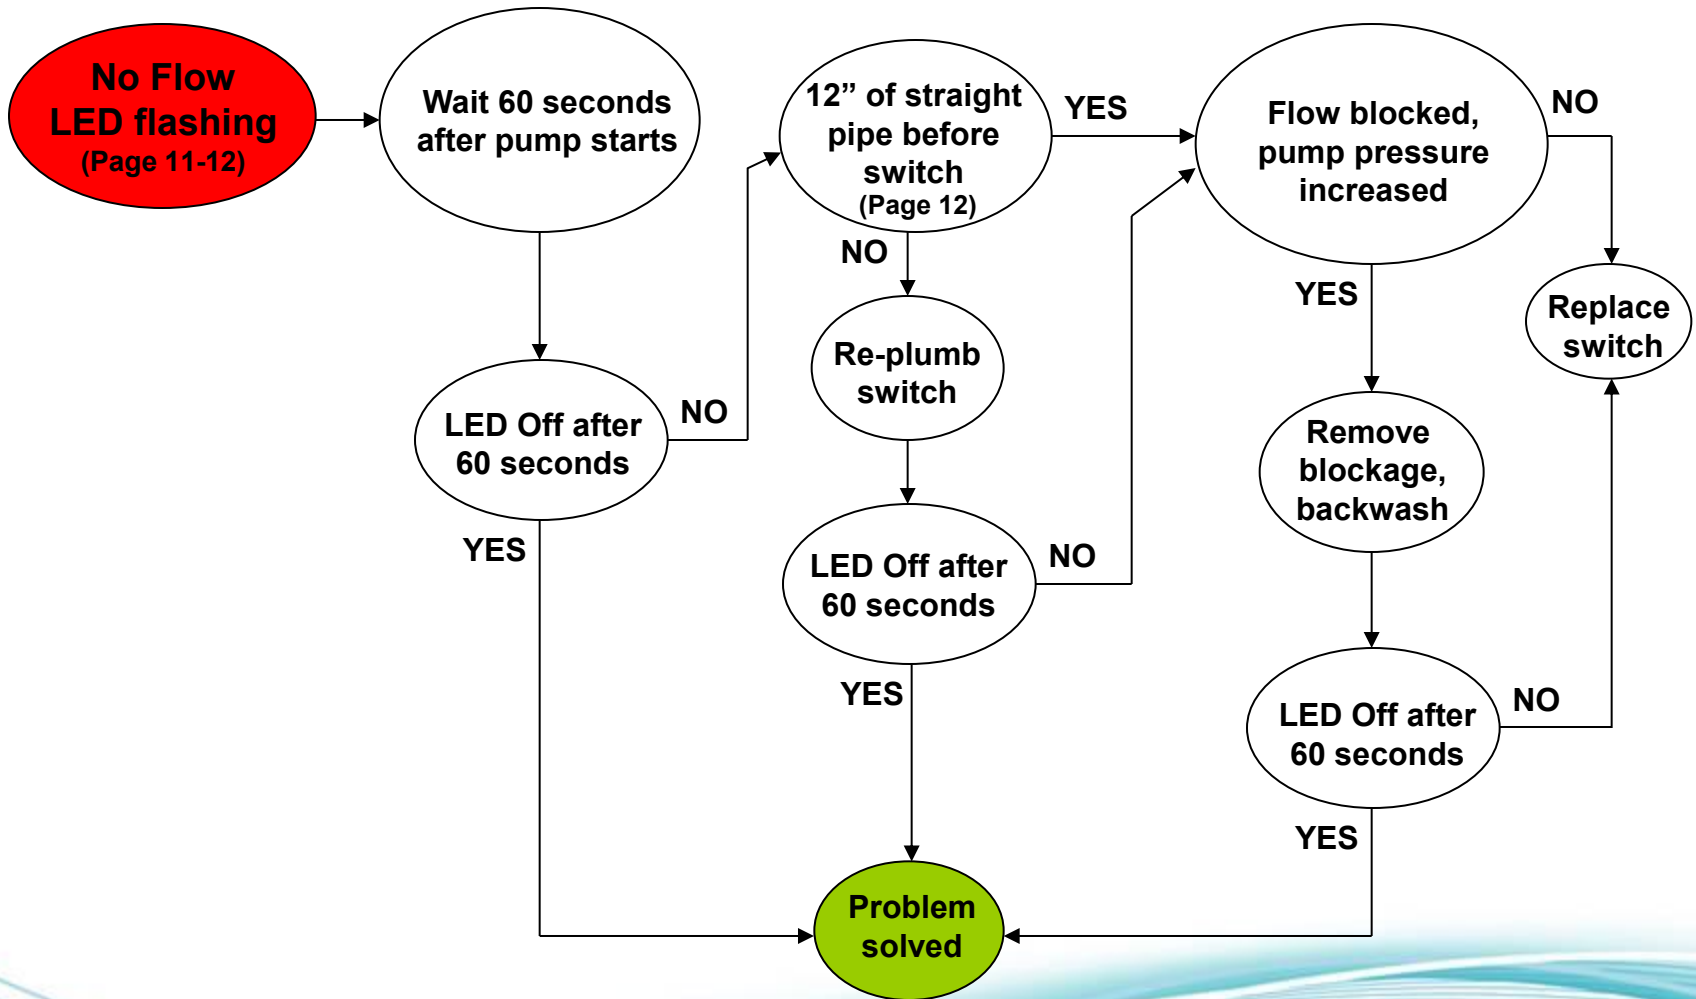 No Flow
LED flashing
(Page 11-12)
Wait 60 seconds
after pump starts
LED Off after
60 seconds
NO
YES
12” of straight
pipe before
switch
(Page 12)
YES
NO
Re-plumb
switch
LED Off after
60 seconds
NO
YES
Flow blocked,
pump pressure
increased
NO
YES
Replace
switch
Remove
blockage,
backwash
LED Off after
60 seconds
NO
YES
Problem
solved